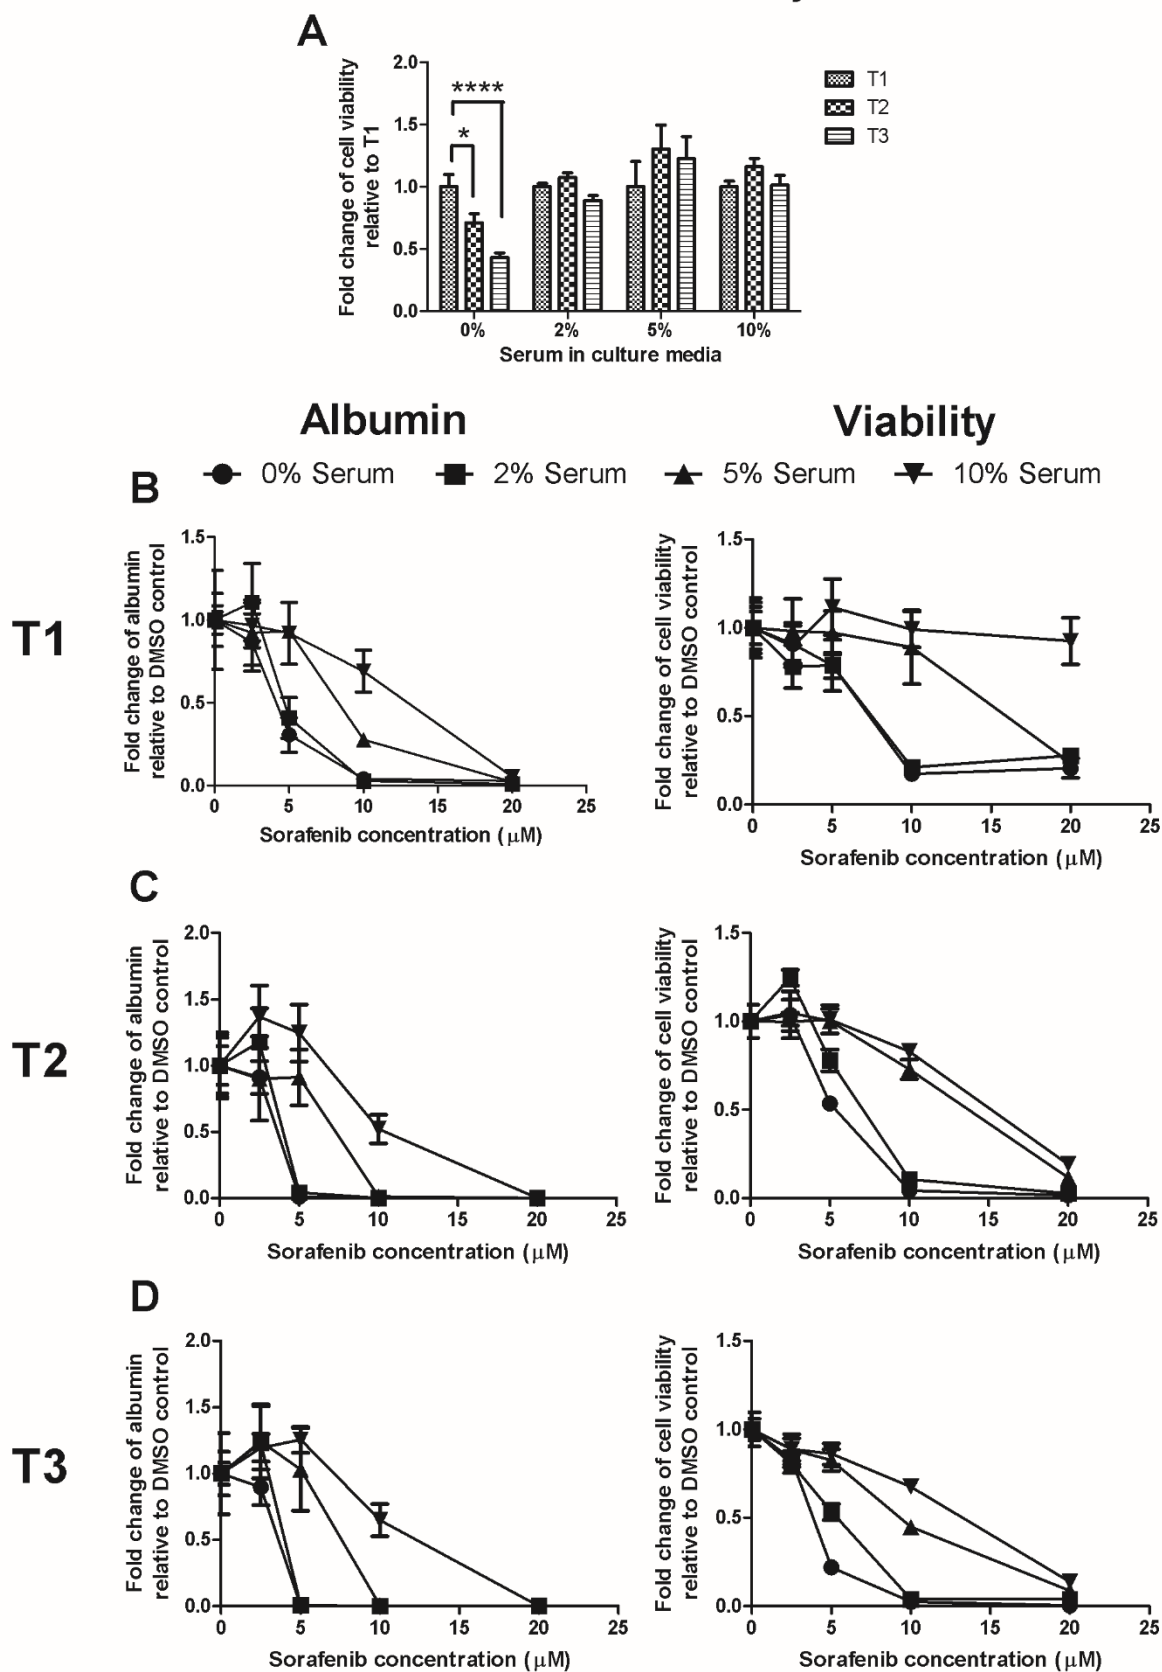 A
Fold change of cell viability
relative to T1
2.0
1.5
1.0
0.5
0.0
****
*
0% 2% 5% 10%
Serum in culture media
T1
T2
T3
Albumin
Viability
0% Serum 2% Serum 5% Serum 10% Serum
B
T1
Fold change of albumin
relative to DMSO control
1.5
1.0
0.5
0.0
0 5 10 15 20 25
Sorafenib concentration (μM)
Fold change of cell viability
relative to DMSO control
1.5
1.0
0.5
0.0
0 5 10 15 20 25
Sorafenib concentration (μM)
C
T2
Fold change of albumin
relative to DMSO control
2.0
1.5
1.0
0.5
0.0
0 5 10 15 20 25
Sorafenib concentration (μM)
Fold change of cell viability
relative to DMSO control
1.5
1.0
0.5
0.0
0 5 10 15 20 25
Sorafenib concentration (μM)
D
T3
Fold change of albumin
relative to DMSO control
2.0
1.5
1.0
0.5
0.0
0 5 10 15 20 25
Sorafenib concentration (μM)
Fold change of cell viability
relative to DMSO control
1.5
1.0
0.5
0.0
0 5 10 15 20 25
Sorafenib concentration (μM)